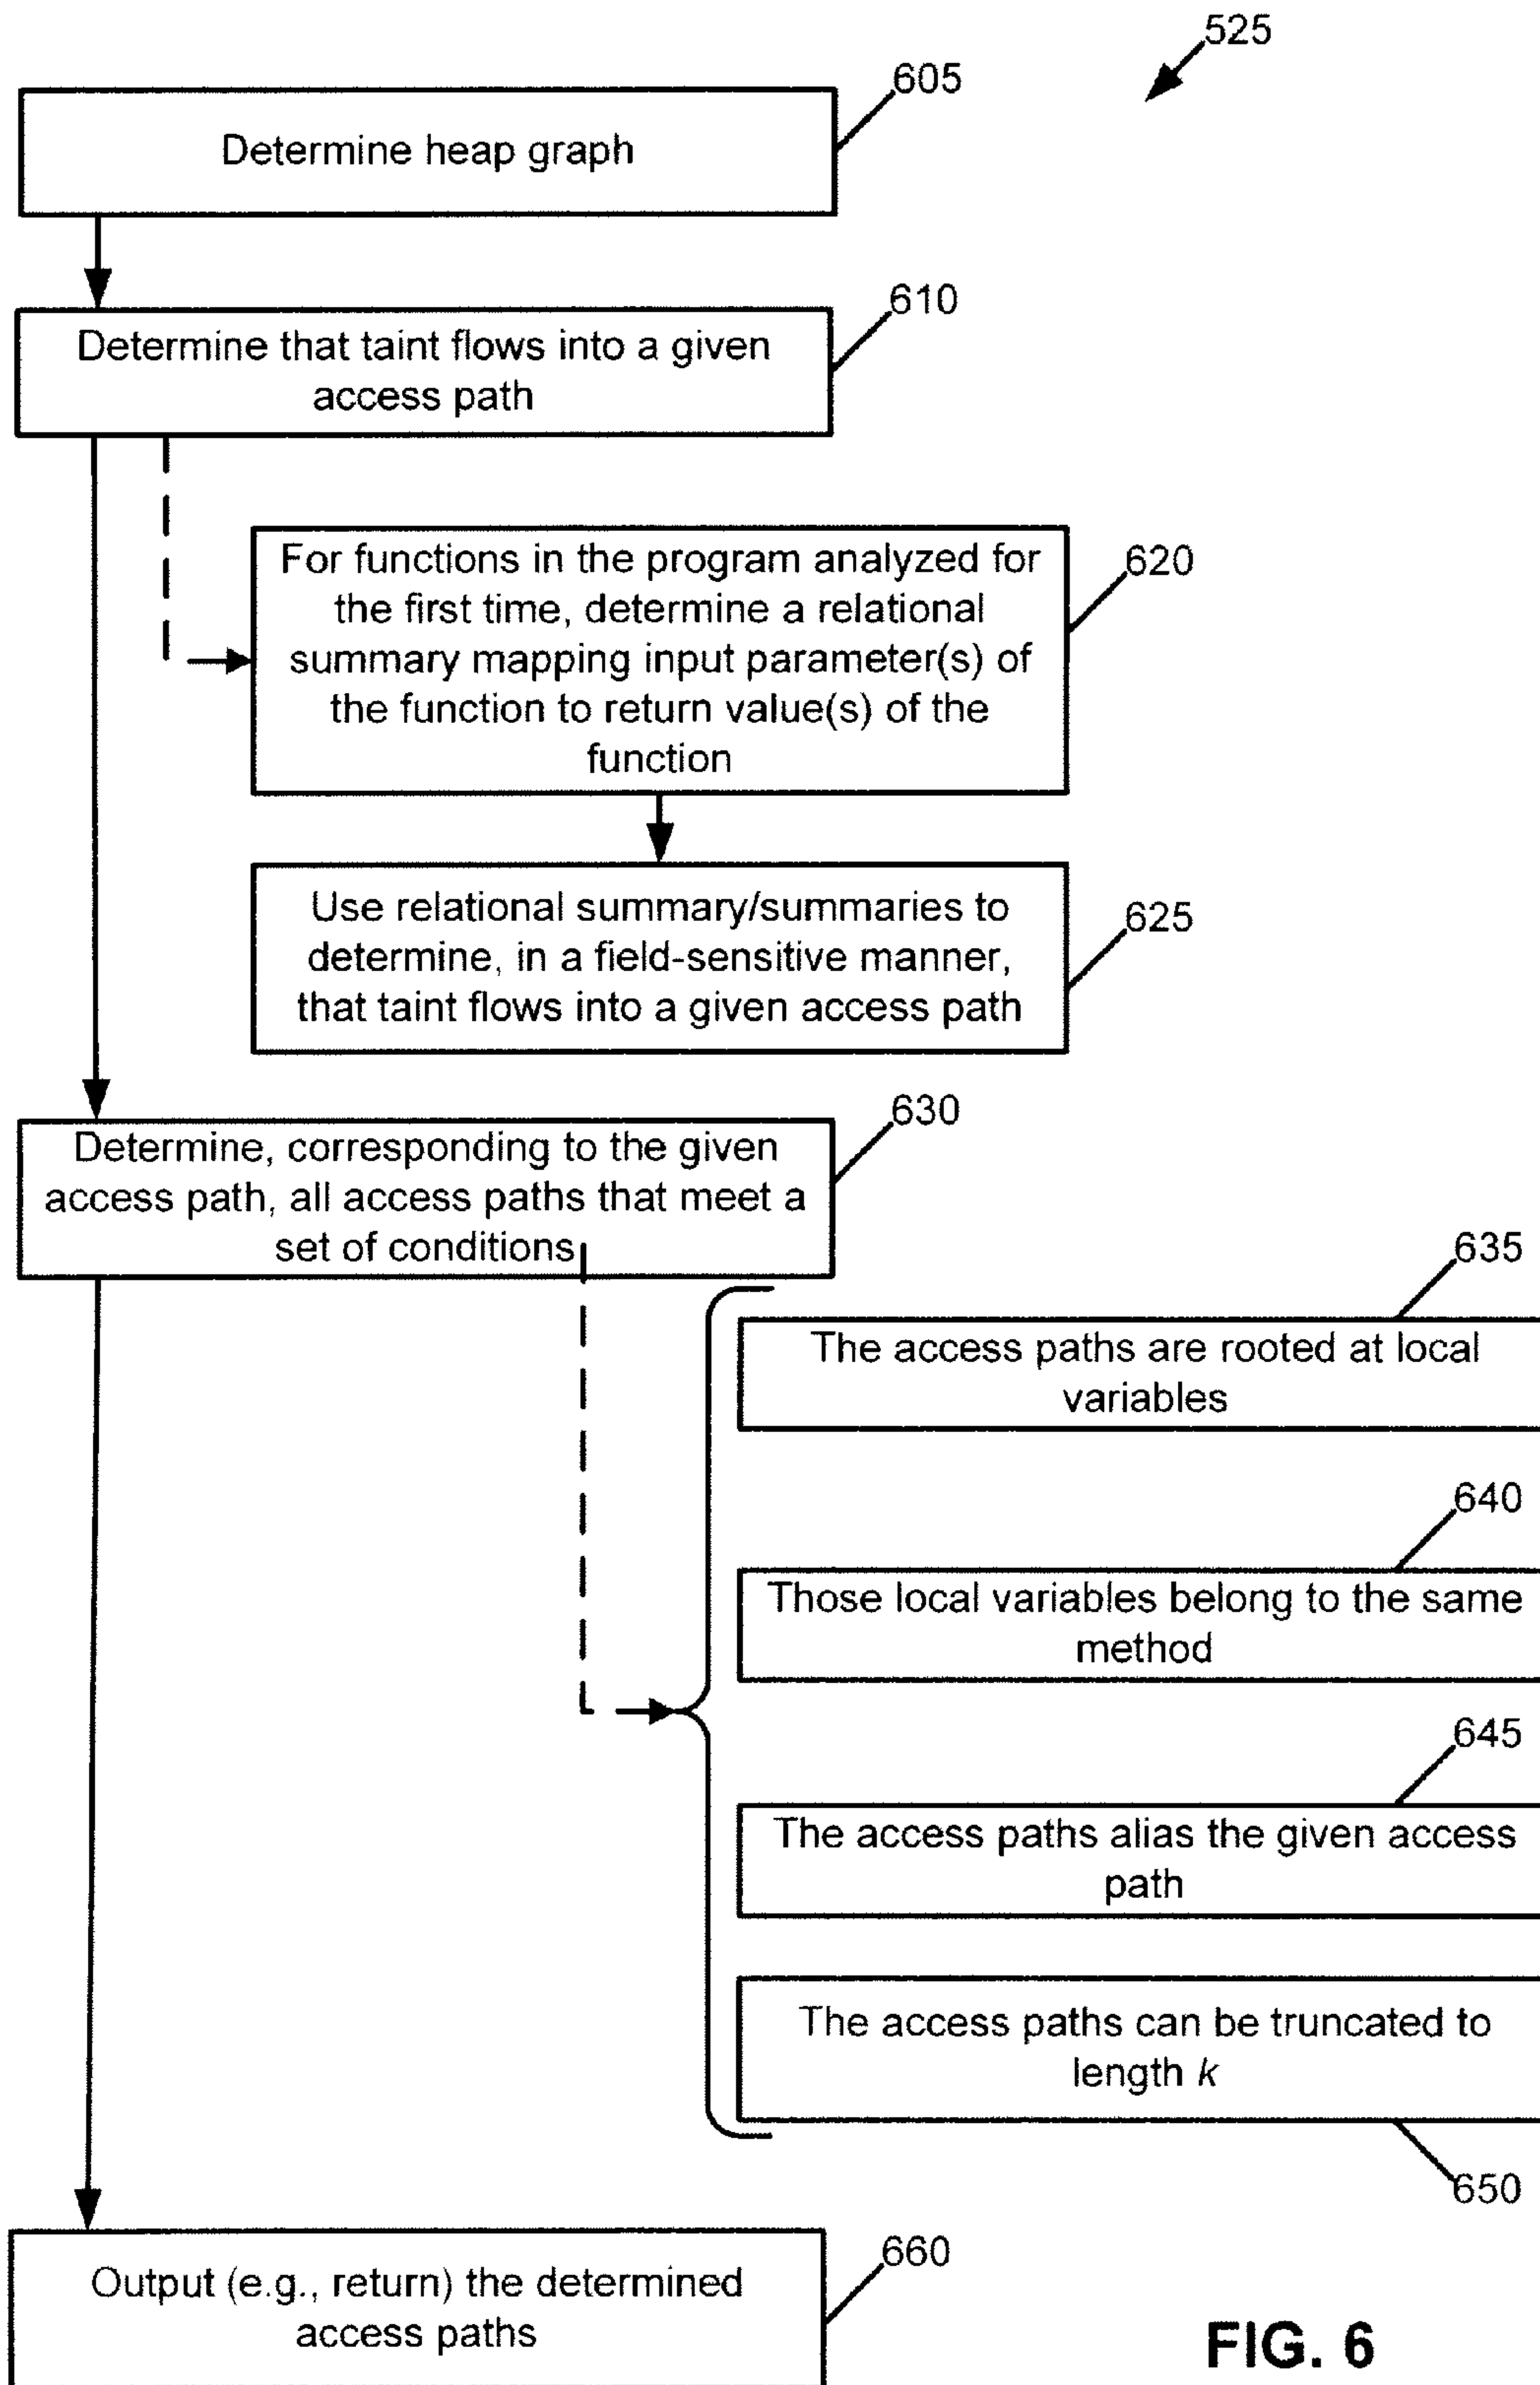 525
605
Determine heap graph
610
Determine that taint flows into a given
access path
620
For functions in the program analyzed for
the first time, determine a relational
summary mapping input parameter(s) of
the function to return value(s) of the
function
625
Use relational summary/summaries to
determine, in a field-sensitive manner,
that taint flows into a given access path
630
Determine, corresponding to the given
access path, all access paths that meet a
set of conditions
635
The access paths are rooted at local
variables
640
Those local variables belong to the same
method
645
The access paths alias the given access
path
The access paths can be truncated to
length k
650
660
Output (e.g., return) the determined
access paths
FIG. 6